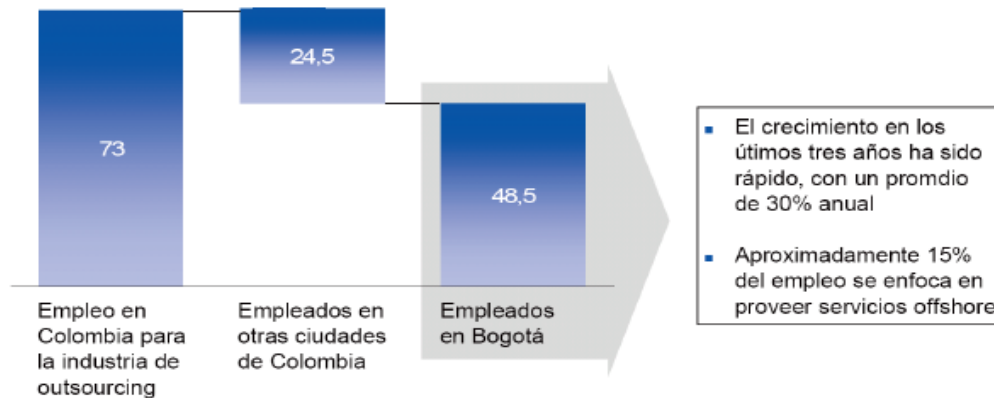 73
24,5
48,5
Empleo en
Colombia para
la industria de
outsourcing
Empleados en
otras ciudades
de Colombia
Empleados
en Bogotá
El crecimiento en los
útimos tres años ha sido
rápido, con un promdio
de 30% anual
Aproximadamente 15%
del empleo se enfoca en
proveer servicios offshore